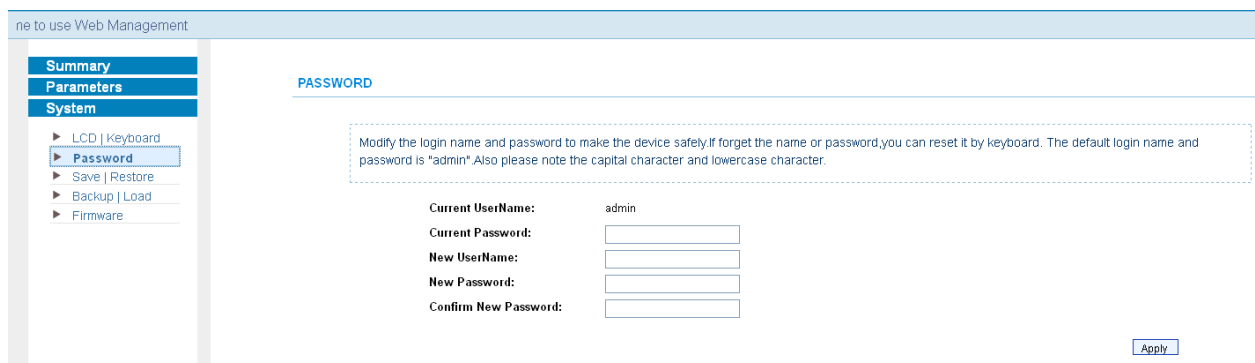 ne to use Web Management
Summary
Parameters
System
LCD | Keyboard
Password
Save | Restore
Backup | Load
Firmware
PASSWORD
Modify the login name and password to make the device safely.If forget the name or password,you can reset it by keyboard. The default login name and
password is "admin".Also please note the capital character and lowercase character.
Current UserName: admin
Current Password:
New UserName:
New Password:
Confirm New Password:
Apply